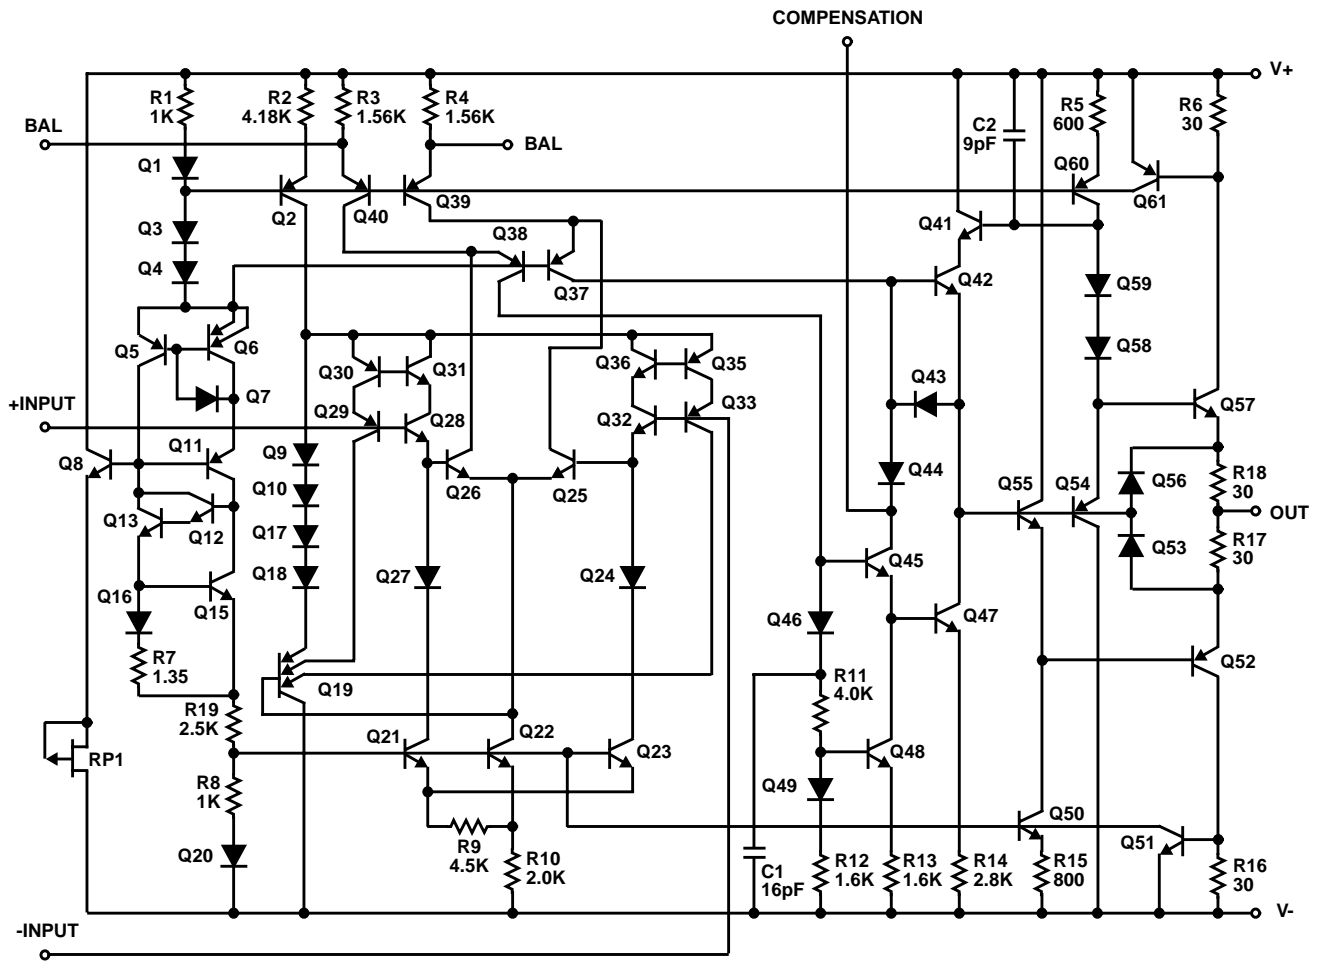 COMPENSATION
V+
R1
1K
R2
4.18K
R3
1.56K
R4
1.56K
BAL
BAL
C2
9pF
R5
600
R6
30
Q1
Q2
Q40
Q39
Q60
Q61
Q3
Q4
Q38
Q37
Q41
Q42
Q59
Q58
Q5
Q6
Q7
Q30
Q31
Q36
Q35
Q43
Q57
+INPUT
Q29
Q28
Q32
Q33
Q8
Q11
Q9
Q26
Q25
Q44
Q55
Q54
Q56
R18
30
OUT
Q10
Q13
Q12
Q17
Q53
R17
30
Q18
Q27
Q24
Q45
Q16
Q15
Q46
Q47
R7
1.35
Q19
R11
4.0K
Q52
R19
2.5K
Q21
Q22
Q23
Q48
RP1
R8
1K
Q49
Q20
R9
4.5K
R10
2.0K
C1
16pF
R12
1.6K
R13
1.6K
R14
2.8K
Q50
R15
800
Q51
R16
30
V-
-INPUT